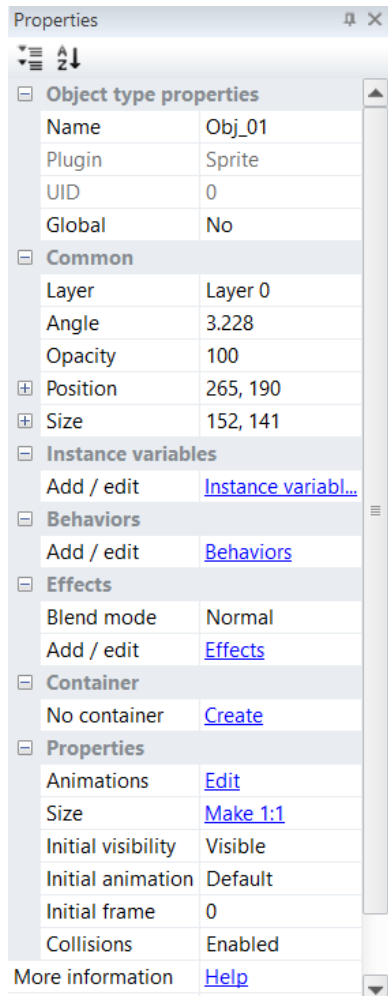 Properties
Object type properties
Name Obj_01
Plugin Sprite
UID 0
Global No
Common
Layer Layer 0
Angle 3.228
Opacity 100
Position 265, 190
Size 152, 141
Instance variables
Add / edit Instance variabl...
Behaviors
Add / edit Behaviors
Effects
Blend mode Normal
Add / edit Effects
Container
No container Create
Properties
Animations Edit
Size Make 1:1
Initial visibility Visible
Initial animation Default
Initial frame 0
Collisions Enabled
More information Help